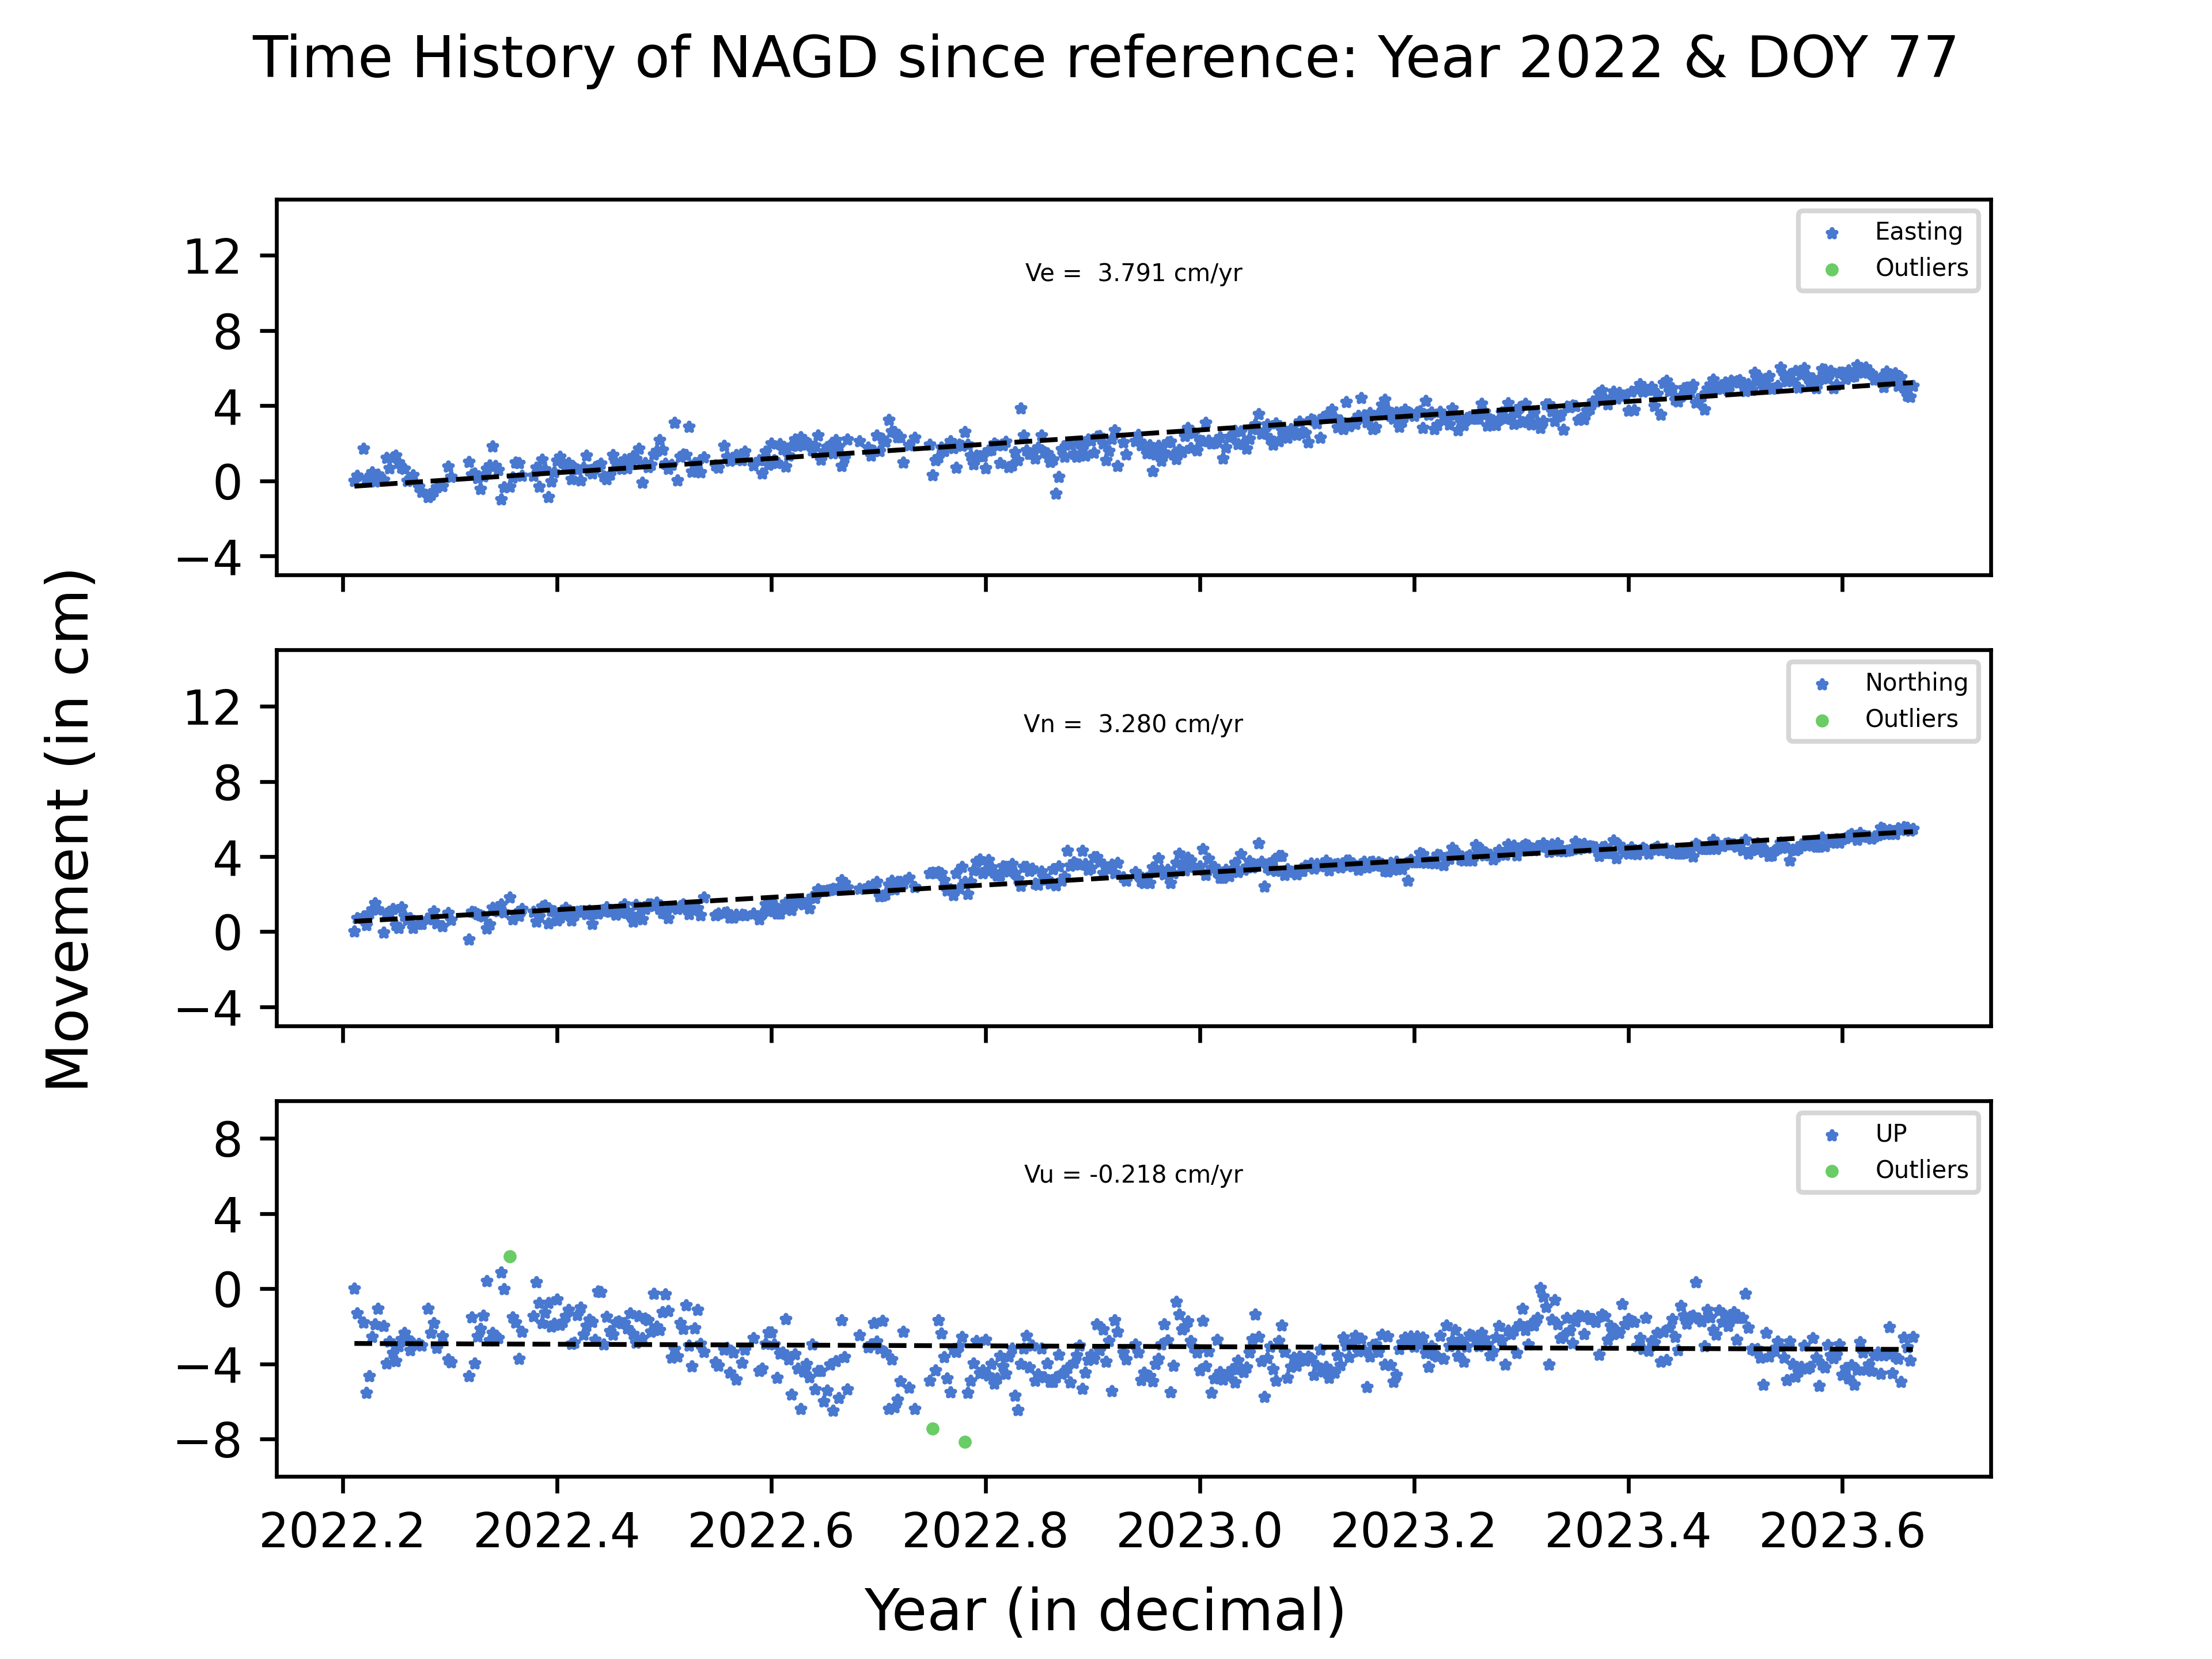 Time History of NAGD since reference: Year 2022 & DOY 77
Movement (in cm)
12
8
4
0
−4
Ve =  3.791 cm/yr
Easting
Outliers
12
8
4
0
−4
Vn =  3.280 cm/yr
Northing
Outliers
8
4
0
−4
−8
Vu = -0.218 cm/yr
UP
Outliers
2022.2 2022.4 2022.6 2022.8 2023.0 2023.2 2023.4 2023.6
Year (in decimal)